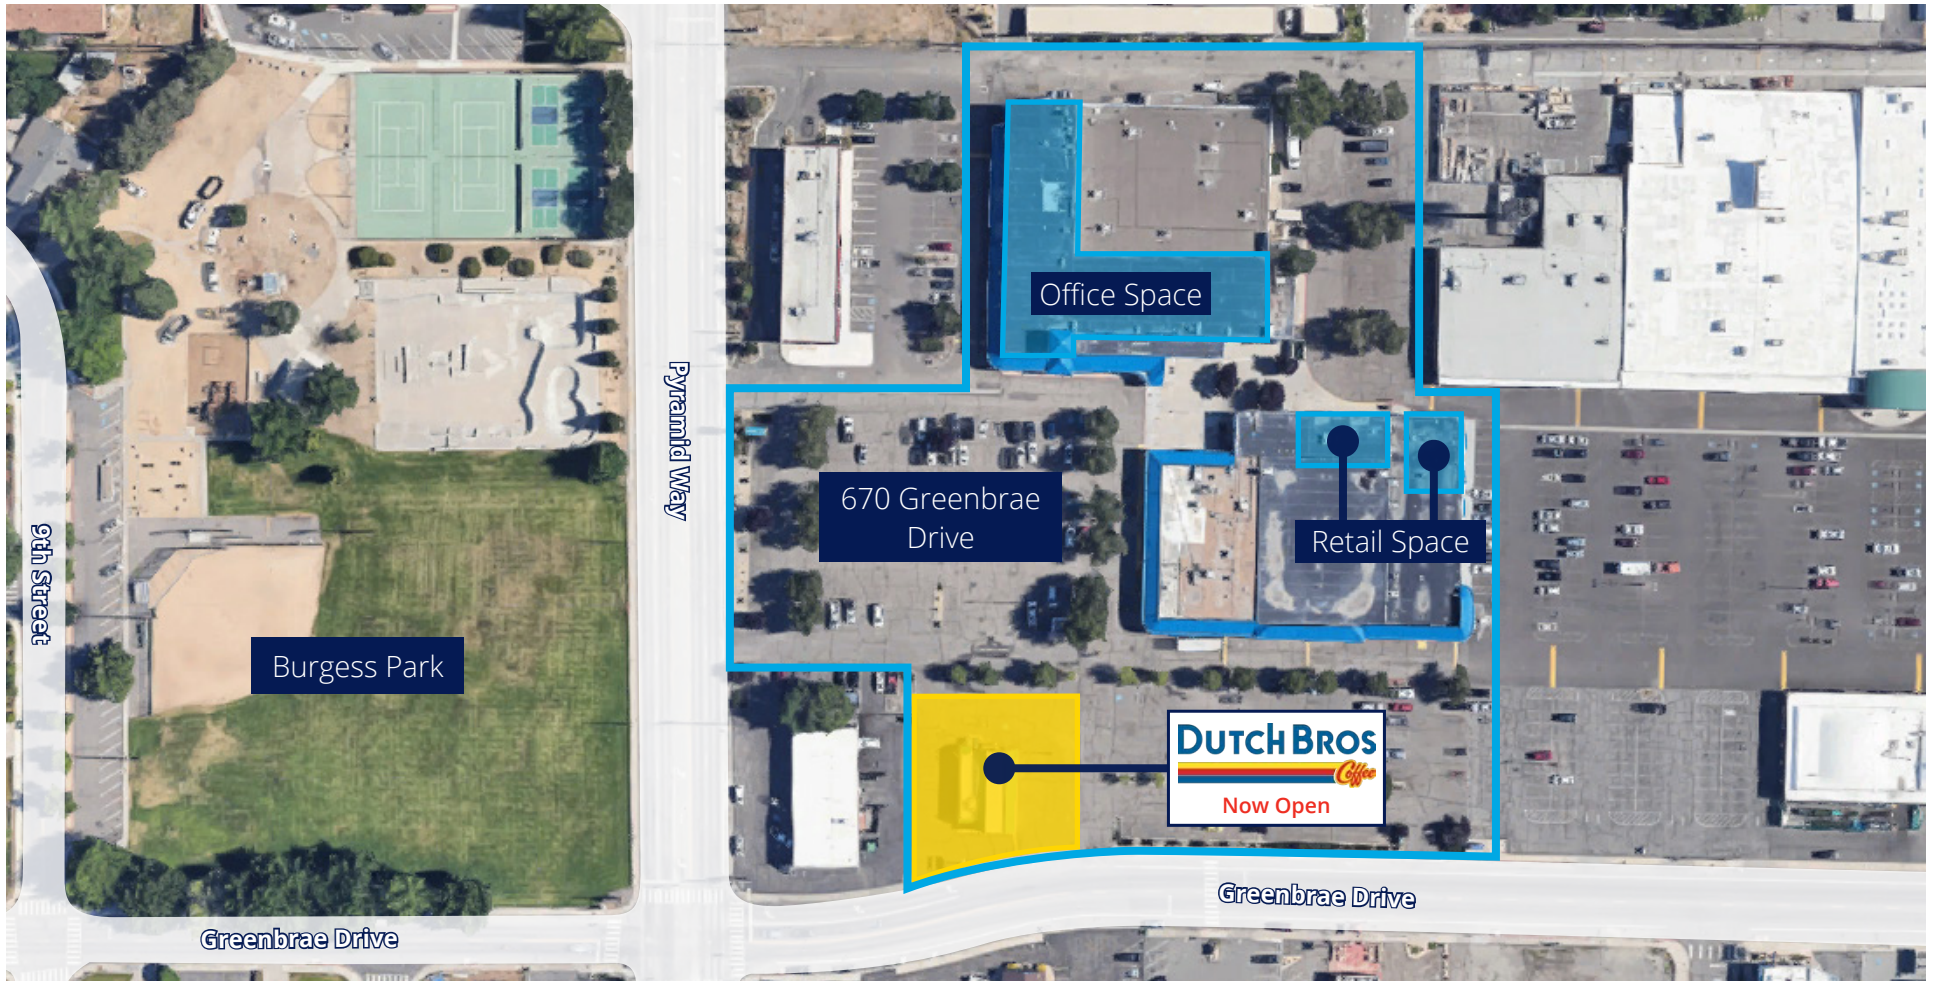 Office Space
Pyramid Way
670 Greenbrae
Drive
Retail Space
9th Street
Burgess Park
DUTCH BROS
Coffee
Now Open
Greenbrae Drive
Greenbrae Drive